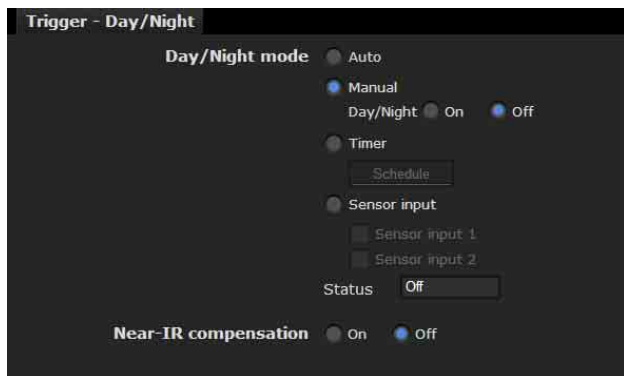 Trigger - Day/Night
Day/Night mode Auto
Manual
Day/Night On Off
Timer
Schedule
Sensor input
Sensor input 1
Sensor input 2
Status Off
Near-IR compensation On Off